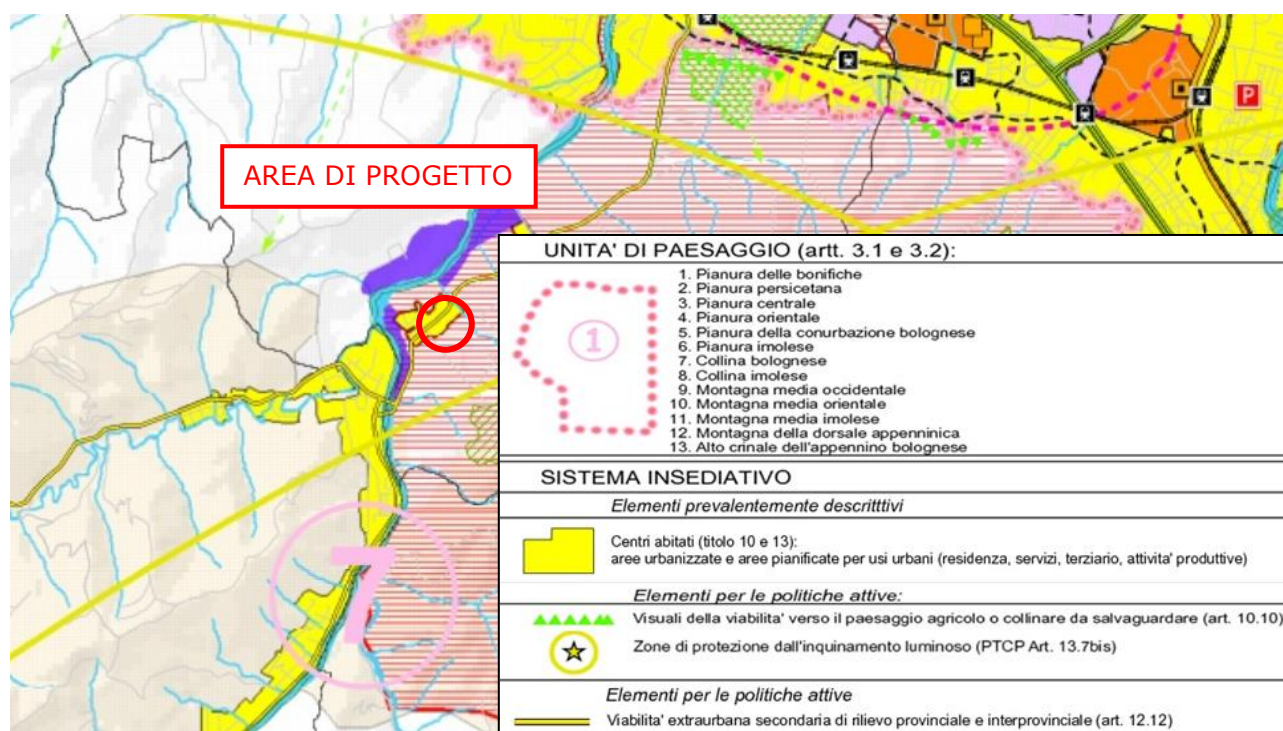 P
AREA DI PROGETTO
7
UNITA' DI PAESAGGIO (artt. 3.1 e 3.2):
1
1. Pianura delle bonifiche
2. Pianura persicetana
3. Pianura centrale
4. Pianura orientale
5. Pianura della conurbazione bolognese
6. Pianura imolese
7. Collina bolognese
8. Collina imolese
9. Montagna media occidentale
10. Montagna media orientale
11. Montagna media imolese
12. Montagna della dorsale appenninica
13. Alto crinale dell'appennino bolognese
SISTEMA INSEDIATIVO
Elementi prevalentemente descritttivi
Centri abitati (titolo 10 e 13):
aree urbanizzate e aree pianificate per usi urbani (residenza, servizi, terziario, attivita' produttive)
Elementi per le politiche attive:
Visuali della viabilita' verso il paesaggio agricolo o collinare da salvaguardare (art. 10.10)
Zone di protezione dall'inquinamento luminoso (PTCP Art. 13.7bis)
Elementi per le politiche attive
Viabilita' extraurbana secondaria di rilievo provinciale e interprovinciale (art. 12.12)